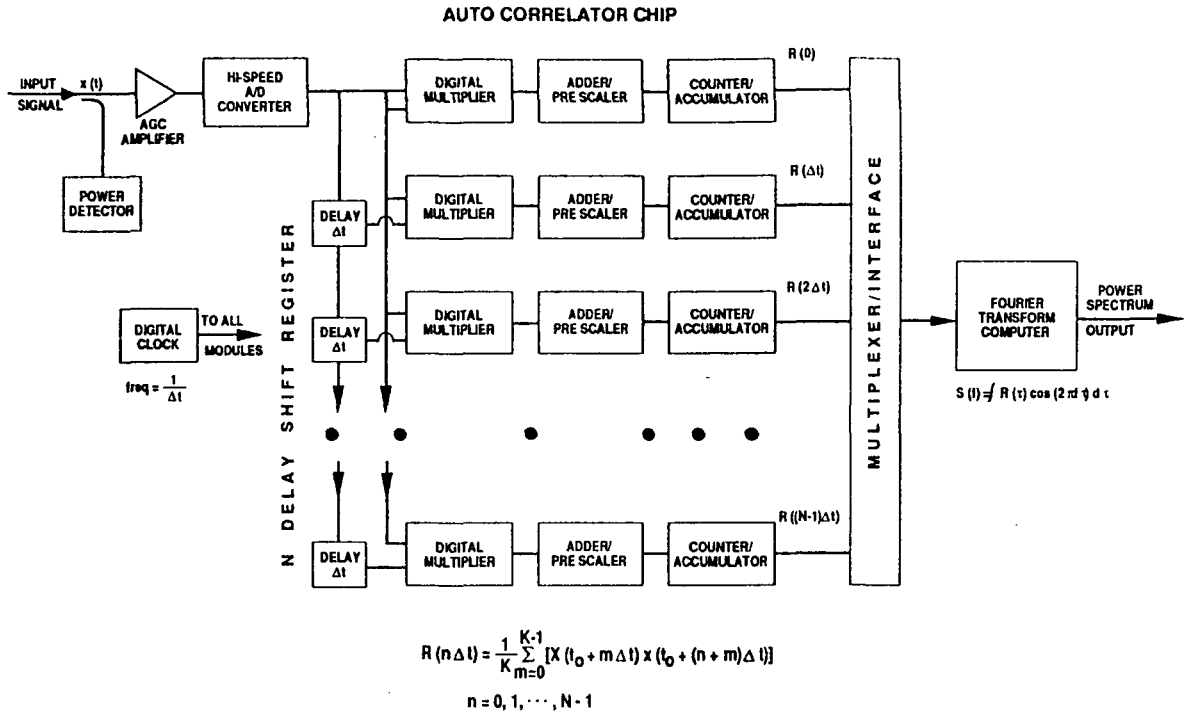 AUTO CORRELATOR CHIP
INPUT
SIGNAL
x (t)
AGC
AMPLIFIER
HI-SPEED
A/D
CONVERTER
POWER
DETECTOR
DIGITAL
MULTIPLIER
ADDER/
PRE SCALER
COUNTER/
ACCUMULATOR
R (0)
DELAY
Δt
DIGITAL
MULTIPLIER
ADDER/
PRE SCALER
COUNTER/
ACCUMULATOR
R (Δt)
DELAY
Δt
DIGITAL
MULTIPLIER
ADDER/
PRE SCALER
COUNTER/
ACCUMULATOR
R (2Δt)
DIGITAL
CLOCK
TO ALL
MODULES
freq = 1/Δt
N DELAY SHIFT REGISTER
DELAY
Δt
DIGITAL
MULTIPLIER
ADDER/
PRE SCALER
COUNTER/
ACCUMULATOR
R ((N-1)Δt)
MULTIPLEXER/INTERFACE
FOURIER
TRANSFORM
COMPUTER
POWER
SPECTRUM
OUTPUT
S (f) = ∫ R (τ) cos (2πfτ) d τ
R (n Δt) = 1/K K-1 Σ m=0 [X (t₀ + m Δt) x (t₀ + (n + m) Δ t)]
n = 0, 1, ⋯ , N - 1